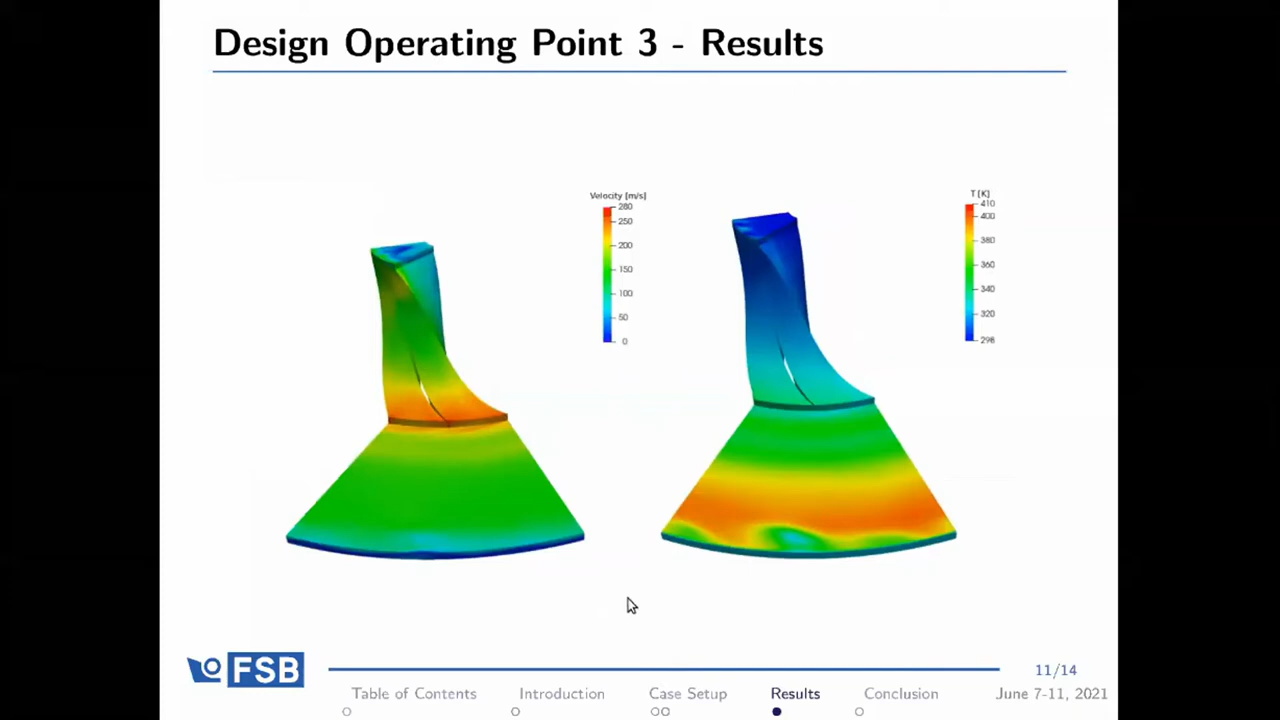 Design Operating Point 3 - Results
Velocity [m/s]
280
250
200
150
100
50
0
T [K]
410
400
380
360
340
320
298
FSB
11/14
Table of Contents
Introduction
Case Setup
Results
Conclusion
June 7-11, 2021